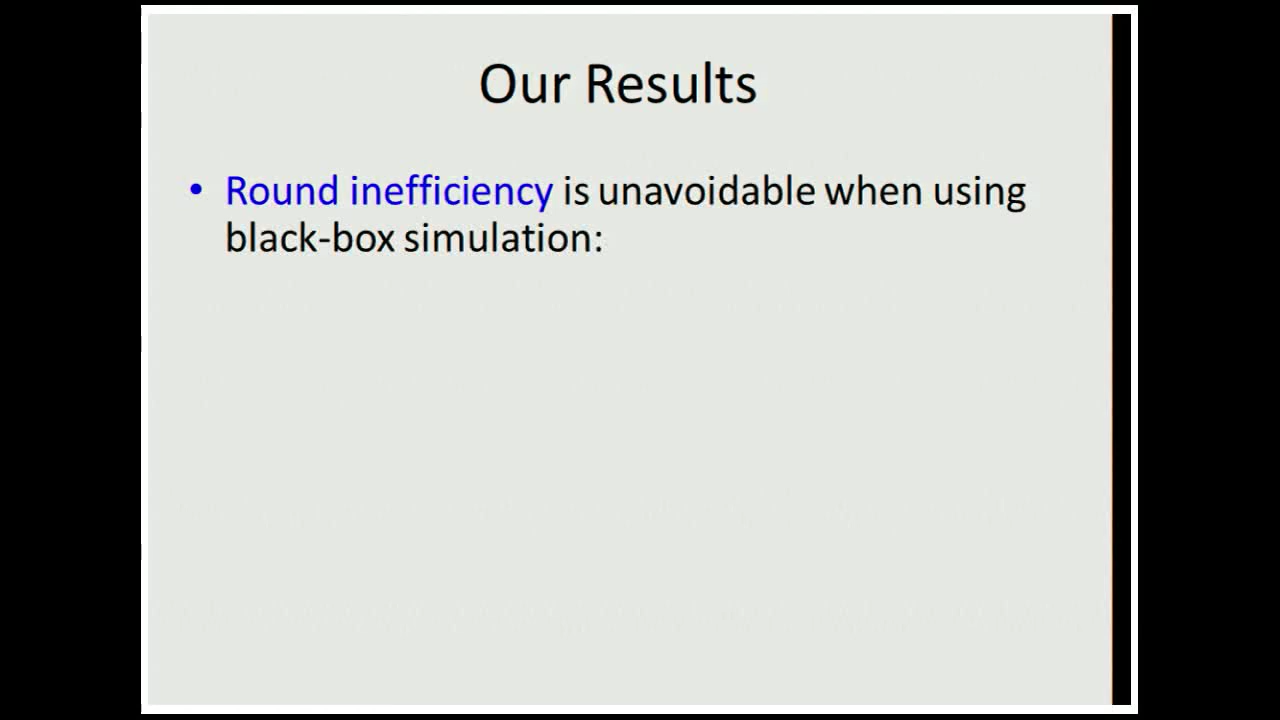 Our Results
• Round inefficiency is unavoidable when using
black-box simulation: